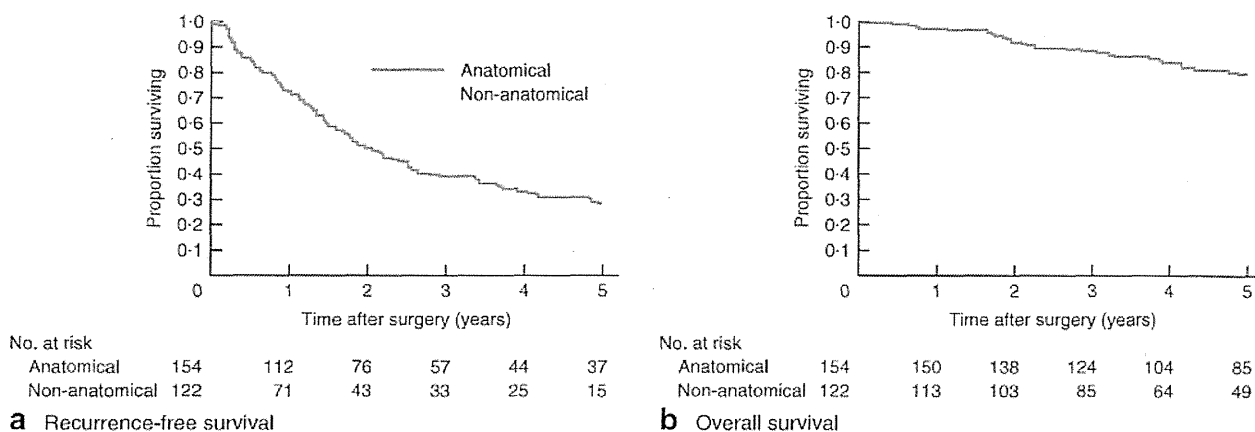 1·0
0·9
0·8
0·7
0·6
0·5
0·4
0·3
0·2
0·1
0 1 2 3 4 5
Proportion surviving
Time after surgery (years)
Anatomical
Non-anatomical
No. at risk
Anatomical 154 112 76 57 44 37
Non-anatomical 122 71 43 33 25 15
a Recurrence-free survival
1·0
0·9
0·8
0·7
0·6
0·5
0·4
0·3
0·2
0·1
0 1 2 3 4 5
Proportion surviving
Time after surgery (years)
No. at risk
Anatomical 154 150 138 124 104 85
Non-anatomical 122 113 103 85 64 49
b Overall survival